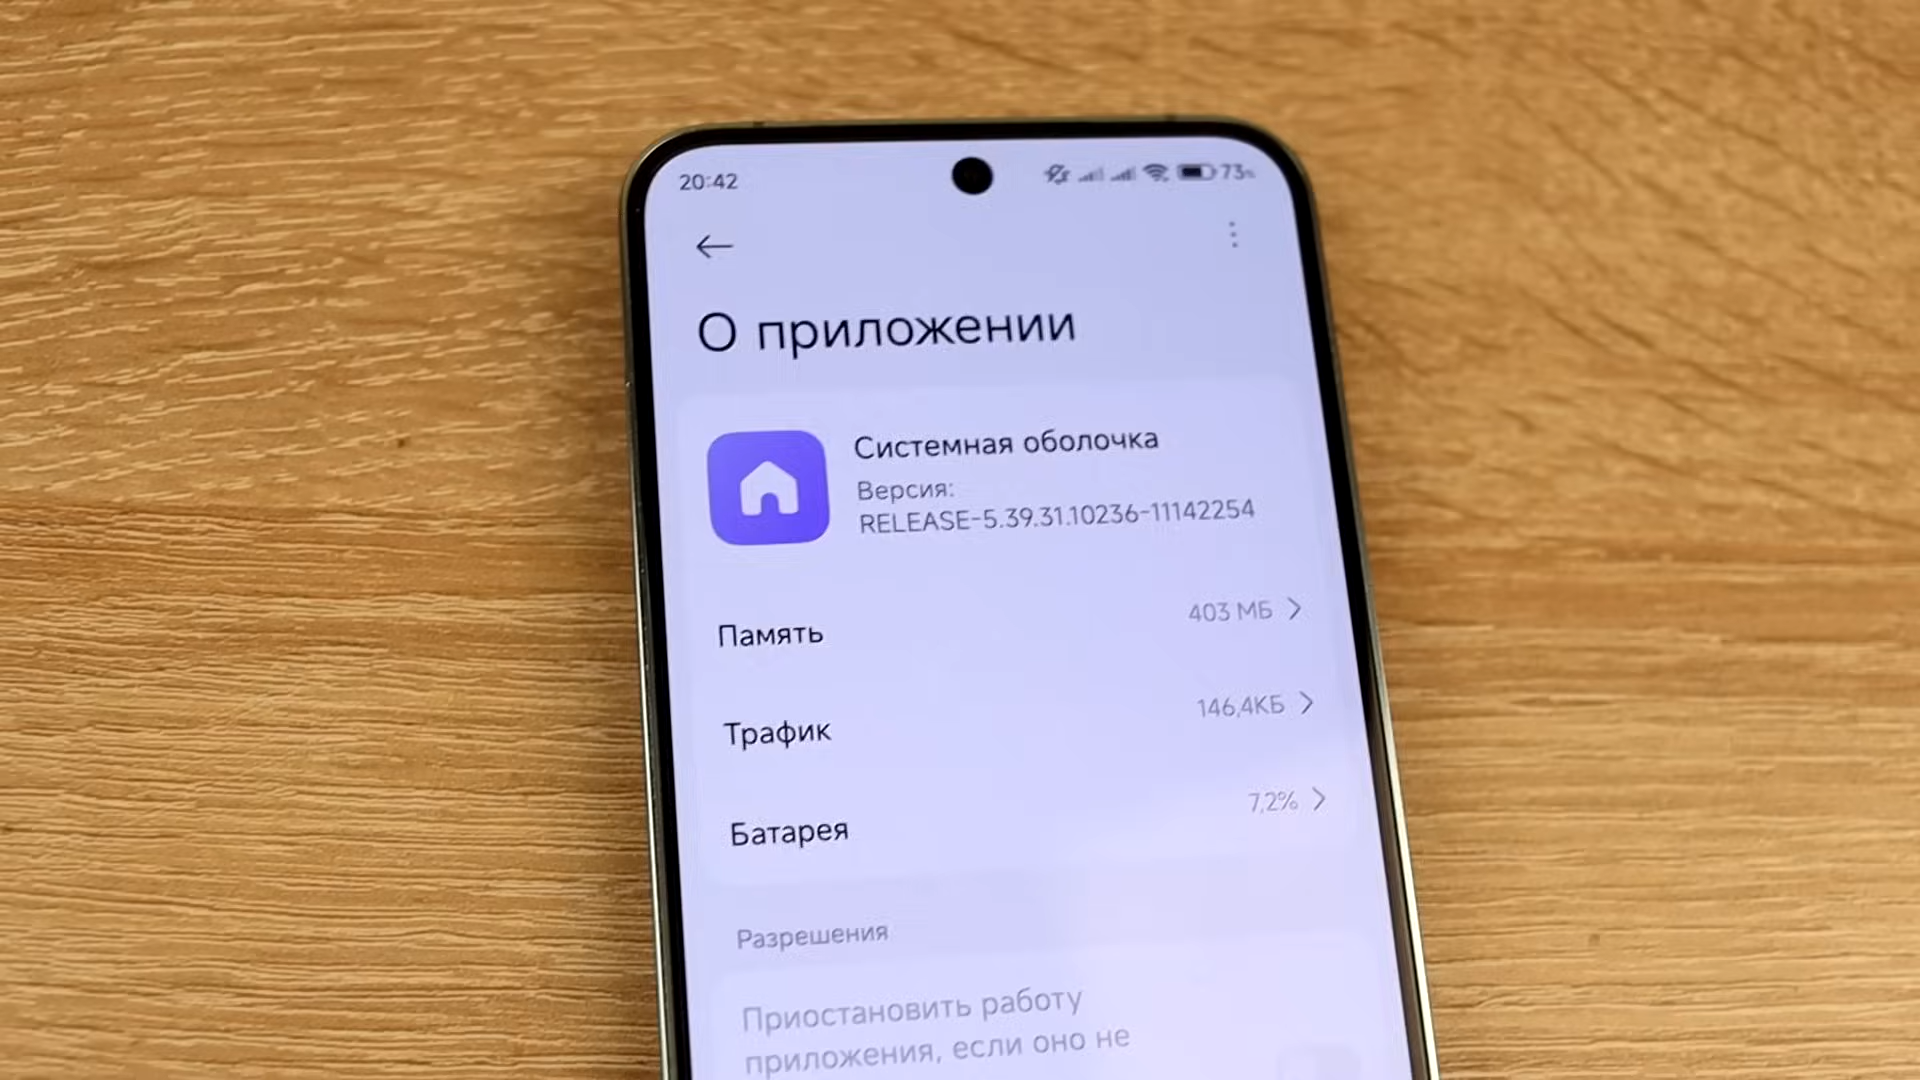 20:42
73%
О приложении
Системная оболочка
Версия:
RELEASE-5.39.31.10236-11142254
Память
403 МБ
Трафик
146,4КБ
Батарея
7,2%
Разрешения
Приостановить работу
приложения, если оно не